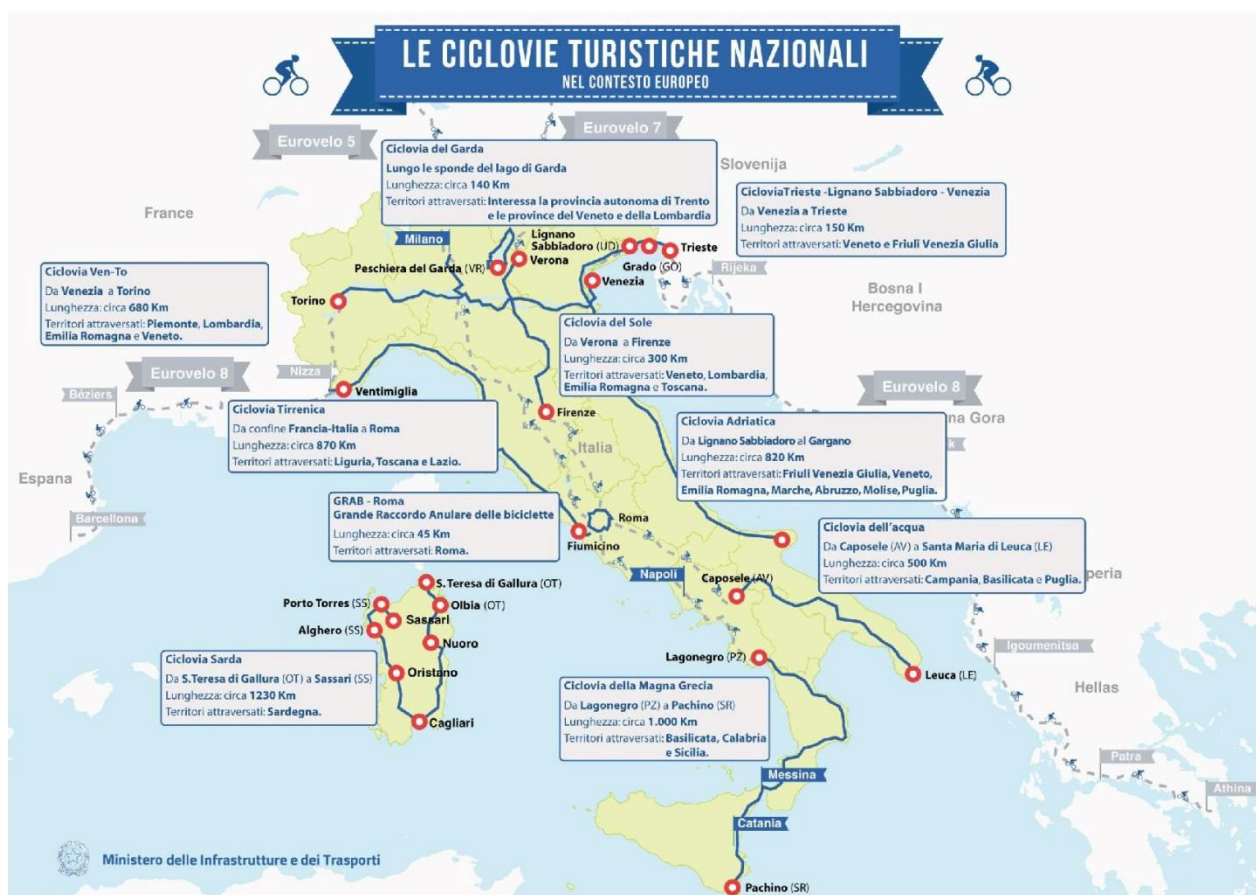 LE CICLOVIE TURISTICHE NAZIONALI
NEL CONTESTO EUROPEO
Eurovelo 5
Eurovelo 7
Slovenija
France
Ciclovia del Garda
Lungo le sponde del lago di Garda
Lunghezza: circa 140 Km
Territori attraversati: Interessa la provincia autonoma di Trento
e le province del Veneto e della Lombardia
CicloviaTrieste -Lignano Sabbiadoro - Venezia
Da Venezia a Trieste
Lunghezza: circa 150 Km
Territori attraversati: Veneto e Friuli Venezia Giulia
Milano
Lignano
Sabbiadoro (UD)
Trieste
Verona
Peschiera del Garda (VR)
Grado (GO)
Rijeka
Venezia
Bosna I
Hercegovina
Ciclovia Ven-To
Da Venezia a Torino
Lunghezza: circa 680 Km
Territori attraversati: Piemonte, Lombardia,
Emilia Romagna e Veneto.
Torino
Ciclovia del Sole
Da Verona a Firenze
Lunghezza: circa 300 Km
Territori attraversati: Veneto, Lombardia,
Emilia Romagna e Toscana.
Eurovelo 8
Nizza
Béziers
Ventimiglia
Eurovelo 8
na Gora
Ciclovia Tirrenica
Da confine Francia-Italia a Roma
Lunghezza: circa 870 Km
Territori attraversati: Liguria, Toscana e Lazio.
Firenze
Italia
Ciclovia Adriatica
Da Lignano Sabbiadoro al Gargano
Lunghezza: circa 820 Km
Territori attraversati: Friuli Venezia Giulia, Veneto,
Emilia Romagna, Marche, Abruzzo, Molise, Puglia.
Espana
Barcellona
GRAB - Roma
Grande Raccordo Anulare delle biciclette
Lunghezza: circa 45 Km
Territori attraversati: Roma.
Roma
Fiumicino
Ciclovia dell'acqua
Da Caposele (AV) a Santa Maria di Leuca (LE)
Lunghezza: circa 500 Km
Territori attraversati: Campania, Basilicata e Puglia.
peria
Napoli
Caposele (AV)
S.Teresa di Gallura (OT)
Porto Torres (SS)
Olbia (OT)
Sassari
Alghero (SS)
Nuoro
Igoumenitsa
Lagonegro (PZ)
Leuca (LE)
Hellas
Ciclovia Sarda
Da S.Teresa di Gallura (OT) a Sassari (SS)
Lunghezza: circa 1230 Km
Territori attraversati: Sardegna.
Oristano
Cagliari
Ciclovia della Magna Grecia
Da Lagonegro (PZ) a Pachino (SR)
Lunghezza: circa 1.000 Km
Territori attraversati: Basilicata, Calabria
e Sicilia.
Patra
Athina
Messina
Catania
Pachino (SR)
Ministero delle Infrastrutture e dei Trasporti